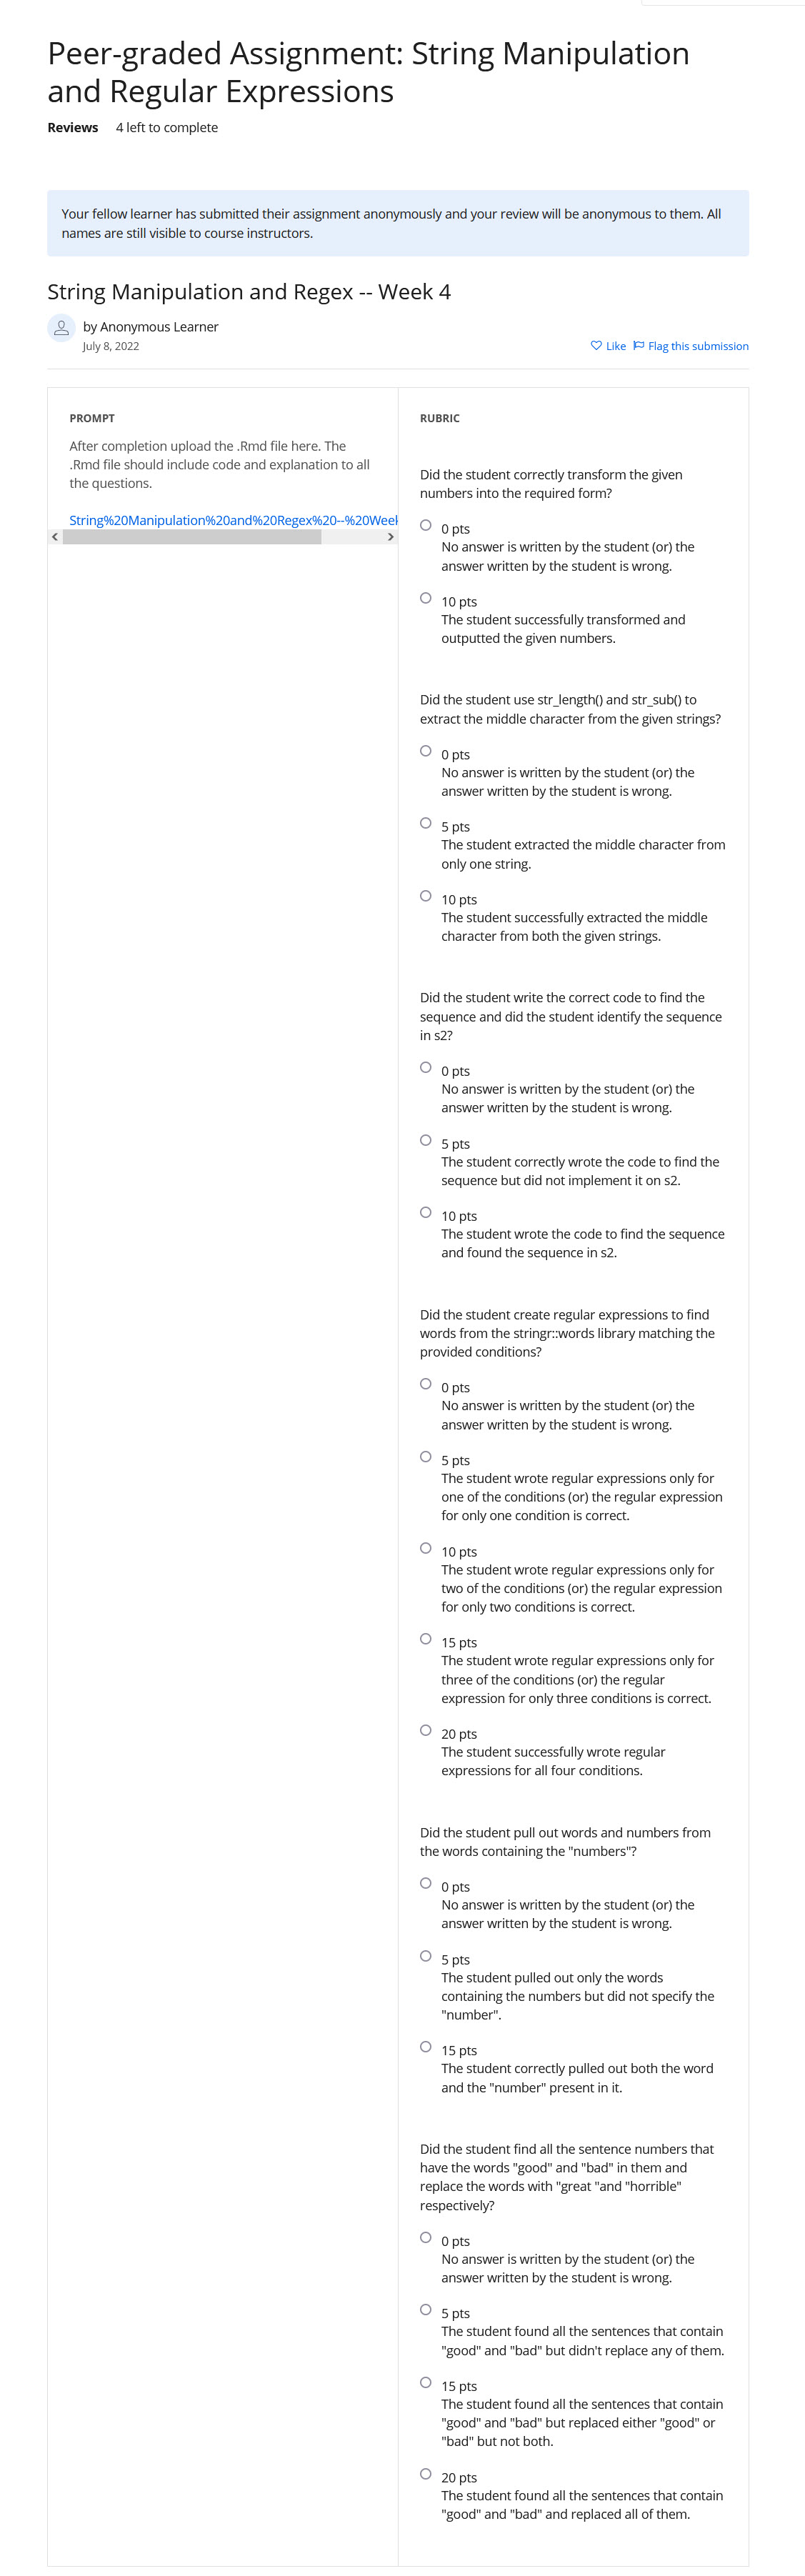 Peer-graded Assignment: String Manipulation
and Regular Expressions
Reviews 4 left to complete
Your fellow learner has submitted their assignment anonymously and your review will be anonymous to them. All
names are still visible to course instructors.
String Manipulation and Regex -- Week 4
by Anonymous Learner
July 8, 2022
Like Flag this submission
PROMPT
After completion upload the .Rmd file here. The
.Rmd file should include code and explanation to all
the questions.
String%20Manipulation%20and%20Regex%20--%20Week
RUBRIC
Did the student correctly transform the given
numbers into the required form?
0 pts
No answer is written by the student (or) the
answer written by the student is wrong.
10 pts
The student successfully transformed and
outputted the given numbers.
Did the student use str_length() and str_sub() to
extract the middle character from the given strings?
0 pts
No answer is written by the student (or) the
answer written by the student is wrong.
5 pts
The student extracted the middle character from
only one string.
10 pts
The student successfully extracted the middle
character from both the given strings.
Did the student write the correct code to find the
sequence and did the student identify the sequence
in s2?
0 pts
No answer is written by the student (or) the
answer written by the student is wrong.
5 pts
The student correctly wrote the code to find the
sequence but did not implement it on s2.
10 pts
The student wrote the code to find the sequence
and found the sequence in s2.
Did the student create regular expressions to find
words from the stringr::words library matching the
provided conditions?
0 pts
No answer is written by the student (or) the
answer written by the student is wrong.
5 pts
The student wrote regular expressions only for
one of the conditions (or) the regular expression
for only one condition is correct.
10 pts
The student wrote regular expressions only for
two of the conditions (or) the regular expression
for only two conditions is correct.
15 pts
The student wrote regular expressions only for
three of the conditions (or) the regular
expression for only three conditions is correct.
20 pts
The student successfully wrote regular
expressions for all four conditions.
Did the student pull out words and numbers from
the words containing the "numbers"?
0 pts
No answer is written by the student (or) the
answer written by the student is wrong.
5 pts
The student pulled out only the words
containing the numbers but did not specify the
"number".
15 pts
The student correctly pulled out both the word
and the "number" present in it.
Did the student find all the sentence numbers that
have the words "good" and "bad" in them and
replace the words with "great "and "horrible"
respectively?
0 pts
No answer is written by the student (or) the
answer written by the student is wrong.
5 pts
The student found all the sentences that contain
"good" and "bad" but didn't replace any of them.
15 pts
The student found all the sentences that contain
"good" and "bad" but replaced either "good" or
"bad" but not both.
20 pts
The student found all the sentences that contain
"good" and "bad" and replaced all of them.